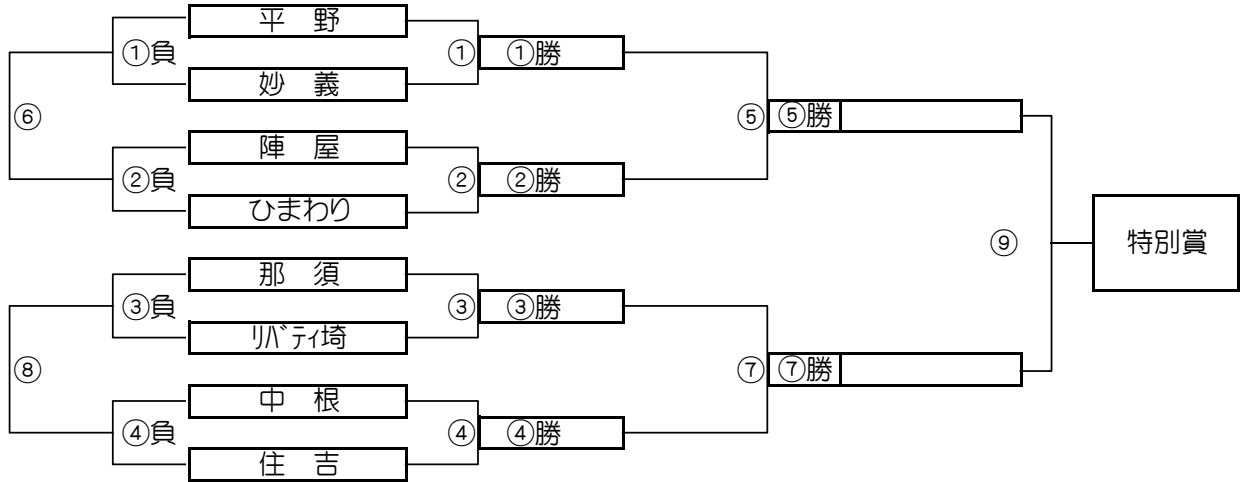 平　野
①負
①
①勝
妙　義
⑥
⑤
⑤勝
陣　屋
②負
②
②勝
ひまわり
⑨
特別賞
那　須
③負
③
③勝
ﾘﾊﾞﾃｨ埼
⑧
⑦
⑦勝
中　根
④負
④
④勝
住　吉